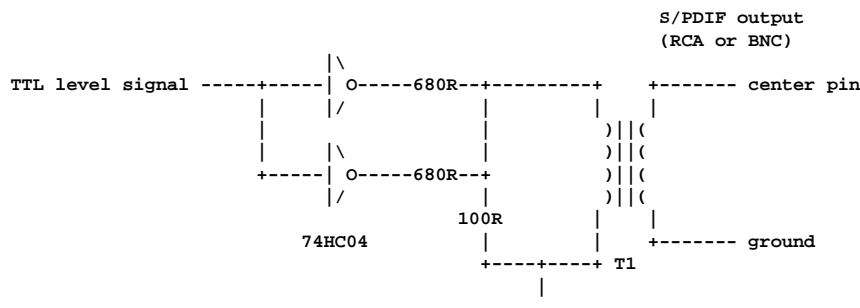 S/PDIF output
(RCA or BNC)
|\
TTL level signal -----+-----| O-----680R--+----------+ +------- center pin
| |/ | | |
| | )||(
| |\ | )||(
+-----| O-----680R--+ )||(
|/ | )||(
100R | |
74HC04 | | +------- ground
+----+----+ T1
|